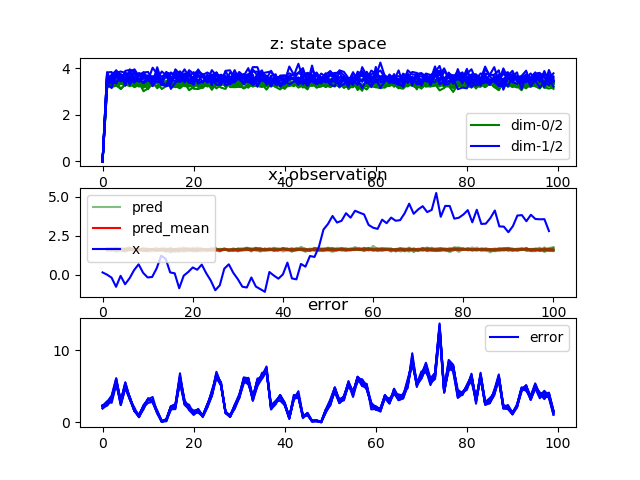 z: state space
4
2
0
dim-0/2
dim-1/2
0 20 40 60 80 100
x: observation
5.0
2.5
0.0
pred
pred_mean
x
0 20 40 60 80 100
error
10
0
error
0 20 40 60 80 100